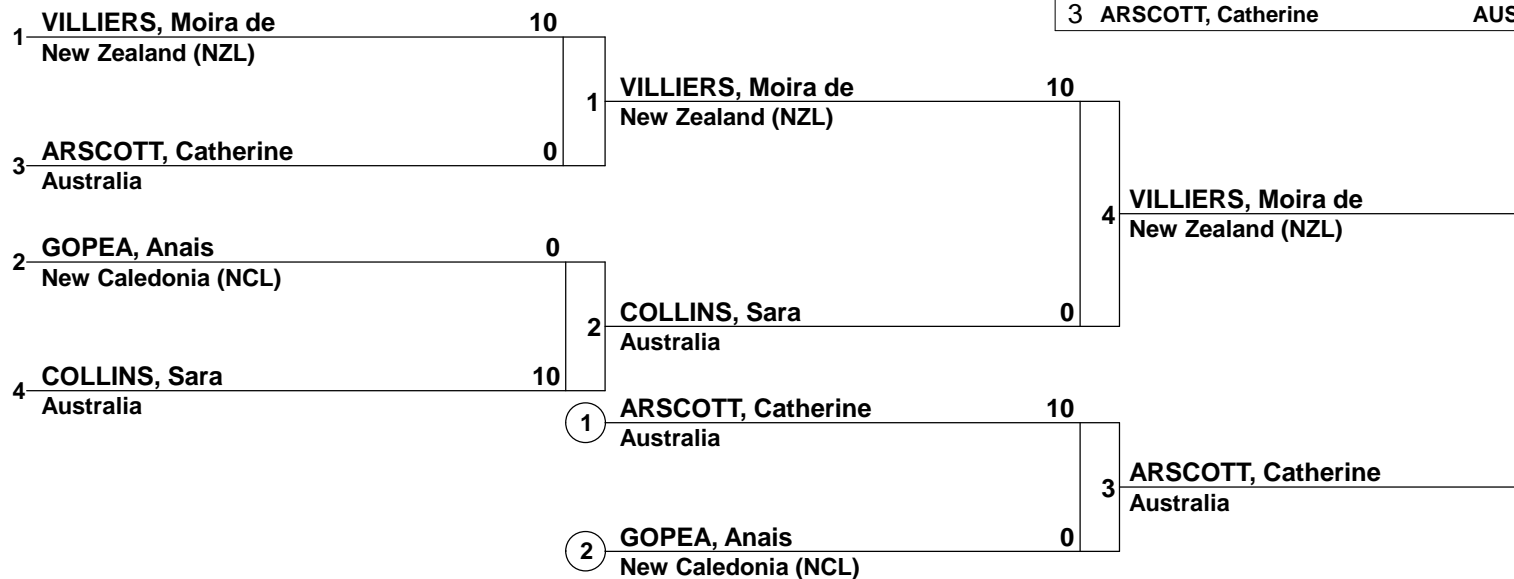 3 ARSCOTT, Catherine AUS
1 VILLIERS, Moira de 10
New Zealand (NZL)
3 ARSCOTT, Catherine 0
Australia
1
2 GOPEA, Anais 0
New Caledonia (NCL)
4 COLLINS, Sara 10
Australia
2
VILLIERS, Moira de 10
New Zealand (NZL)
COLLINS, Sara 0
Australia
4
VILLIERS, Moira de
New Zealand (NZL)
1 ARSCOTT, Catherine 10
Australia
2 GOPEA, Anais 0
New Caledonia (NCL)
3
ARSCOTT, Catherine
Australia